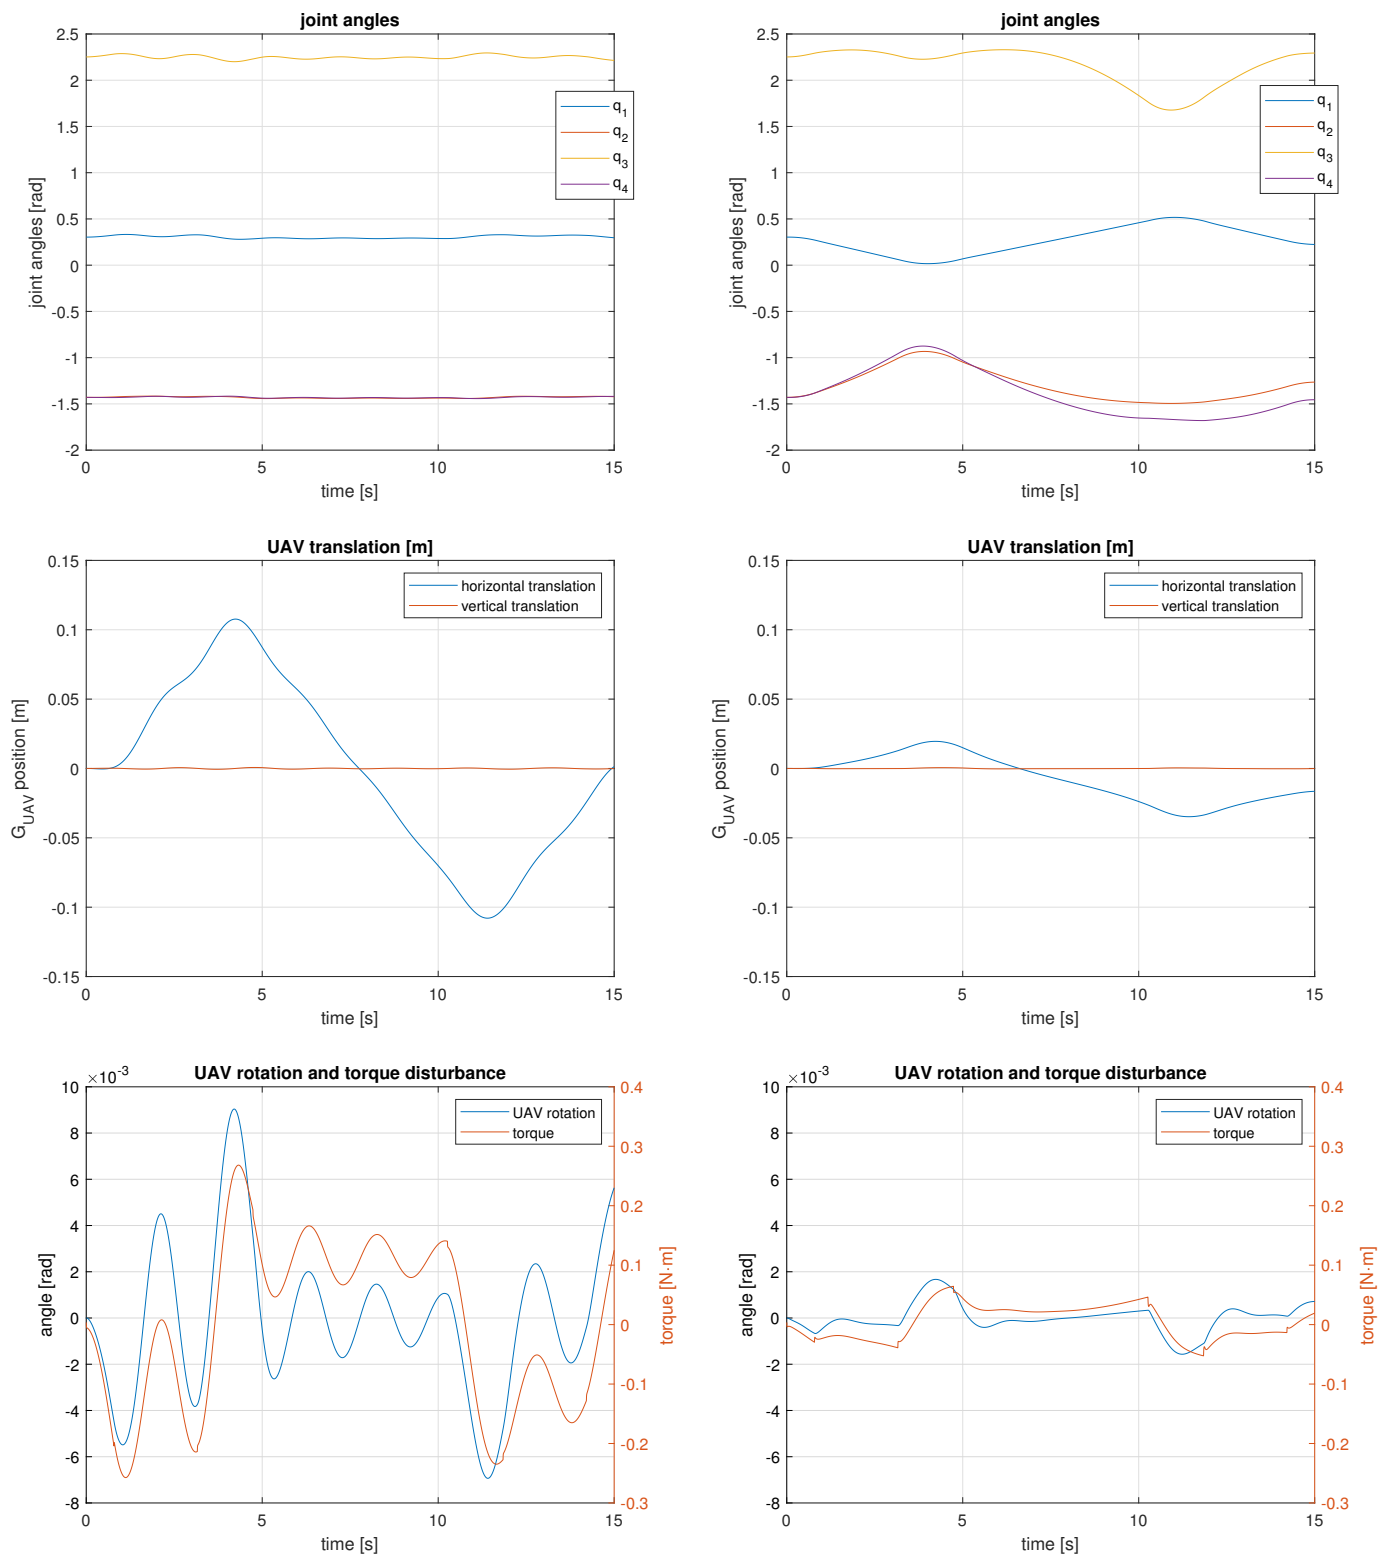 joint angles
2.5
2
1.5
1
0.5
0
-0.5
-1
-1.5
-2
joint angles [rad]
q1
q2
q3
q4
0 5 10 15
time [s]
joint angles
2.5
2
1.5
1
0.5
0
-0.5
-1
-1.5
-2
joint angles [rad]
q1
q2
q3
q4
0 5 10 15
time [s]
UAV translation [m]
0.15
0.1
0.05
0
-0.05
-0.1
-0.15
GUAV position [m]
horizontal translation
vertical translation
0 5 10 15
time [s]
UAV translation [m]
0.15
0.1
0.05
0
-0.05
-0.1
-0.15
GUAV position [m]
horizontal translation
vertical translation
0 5 10 15
time [s]
UAV rotation and torque disturbance
×10-3
10
8
6
4
2
0
-2
-4
-6
-8
angle [rad]
UAV rotation
torque
0.4
0.3
0.2
0.1
0
-0.1
-0.2
-0.3
torque [N·m]
0 5 10 15
time [s]
UAV rotation and torque disturbance
×10-3
10
8
6
4
2
0
-2
-4
-6
-8
angle [rad]
UAV rotation
torque
0.4
0.3
0.2
0.1
0
-0.1
-0.2
-0.3
torque [N·m]
0 5 10 15
time [s]